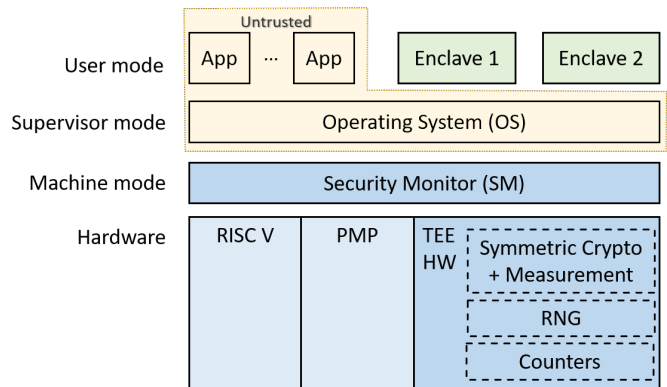 Untrusted
User mode
App
...
App
Enclave 1
Enclave 2
Supervisor mode
Operating System (OS)
Machine mode
Security Monitor (SM)
Hardware
RISC V
PMP
TEE
HW
Symmetric Crypto
+ Measurement
RNG
Counters